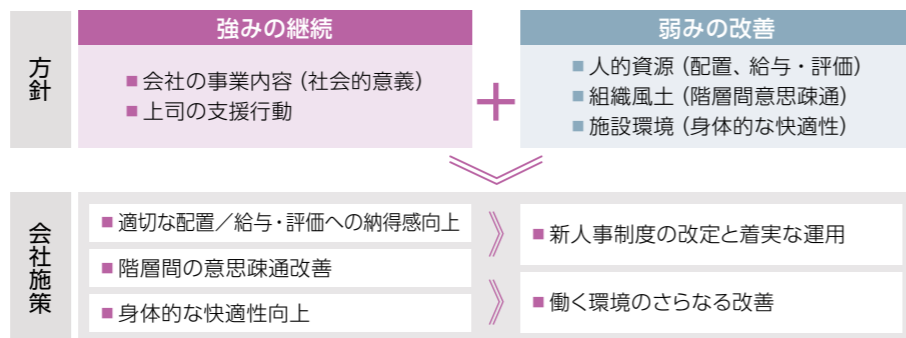 方針
強みの継続
■ 会社の事業内容（社会的意義）
■ 上司の支援行動
＋
弱みの改善
■ 人的資源（配置、給与・評価）
■ 組織風土（階層間意思疎通）
■ 施設環境（身体的な快適性）
会社施策
■ 適切な配置／給与・評価への納得感向上
■ 階層間の意思疎通改善
■ 身体的な快適性向上
■ 新人事制度の改定と着実な運用
■ 働く環境のさらなる改善